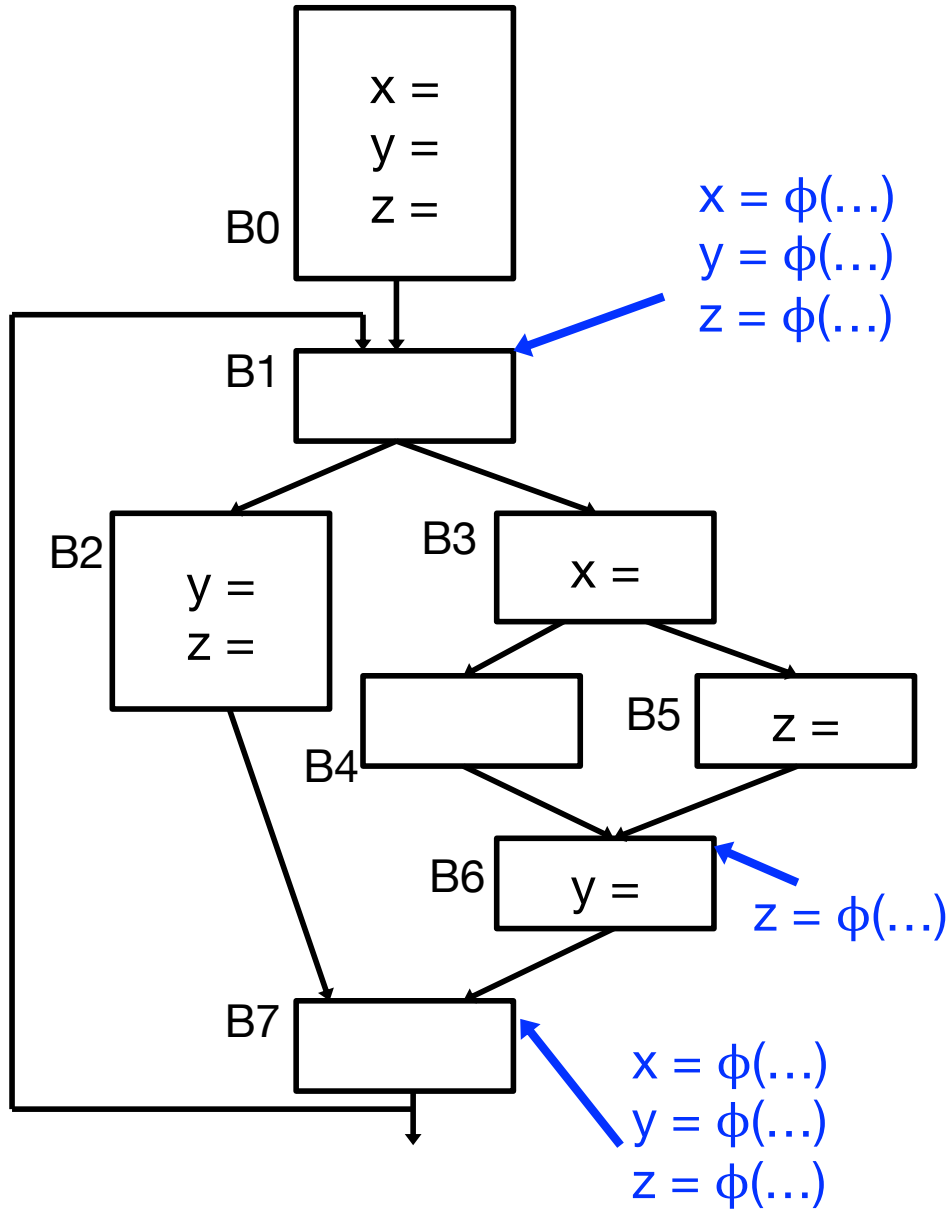 x =
y =
z =
B0
x = ϕ(…)
y = ϕ(…)
z = ϕ(…)
B1
B2
y =
z =
B3
x =
B4
B5
z =
B6
y =
z = ϕ(…)
B7
x = ϕ(…)
y = ϕ(…)
z = ϕ(…)